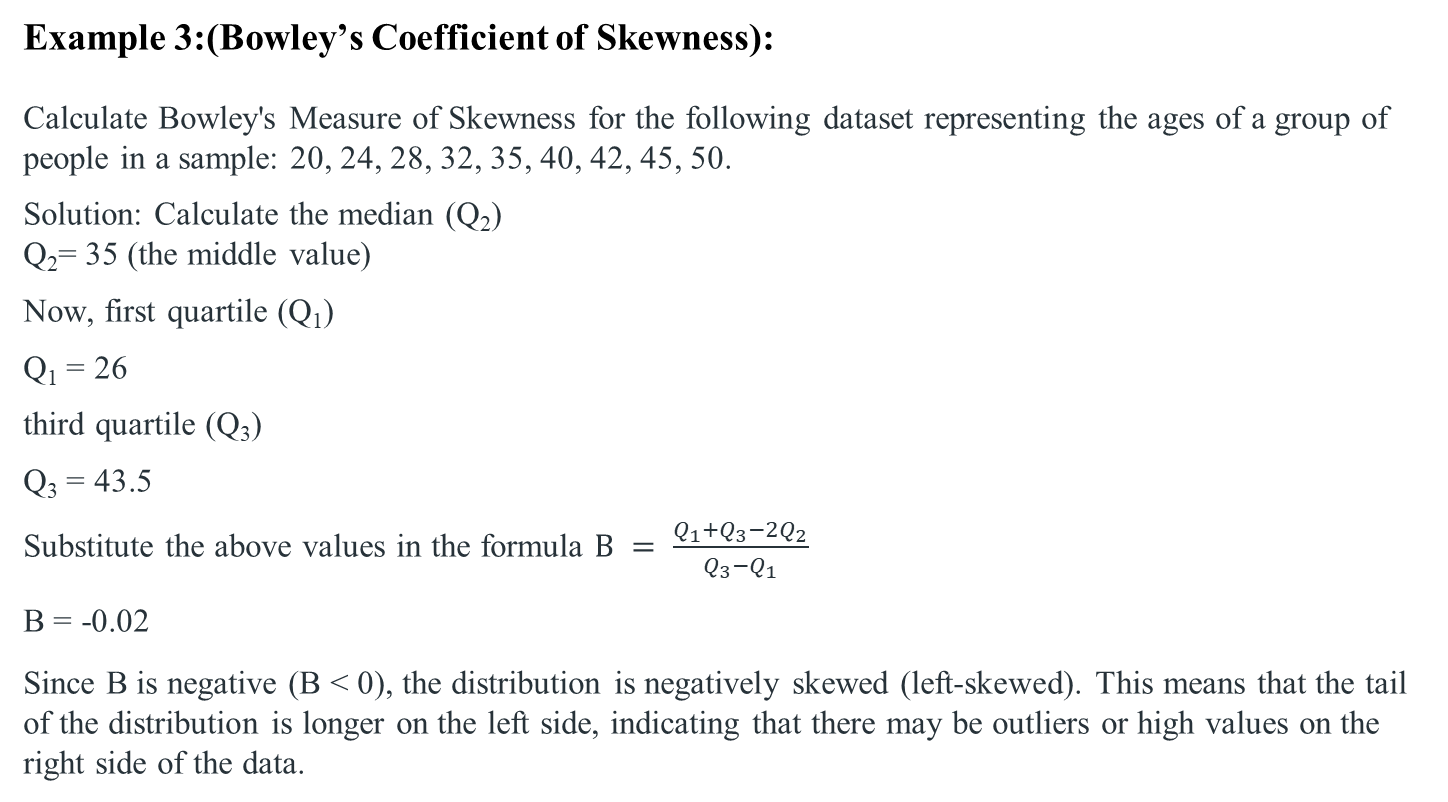 Example 3:(Bowley’s Coefficient of Skewness):
Calculate Bowley's Measure of Skewness for the following dataset representing the ages of a group of
people in a sample: 20, 24, 28, 32, 35, 40, 42, 45, 50.
Solution: Calculate the median (Q₂)
Q₂= 35 (the middle value)
Now, first quartile (Q₁)
Q₁ = 26
third quartile (Q₃)
Q₃ = 43.5
Substitute the above values in the formula B = (Q₁+Q₃−2Q₂)/(Q₃−Q₁)
B = -0.02
Since B is negative (B < 0), the distribution is negatively skewed (left-skewed). This means that the tail
of the distribution is longer on the left side, indicating that there may be outliers or high values on the
right side of the data.